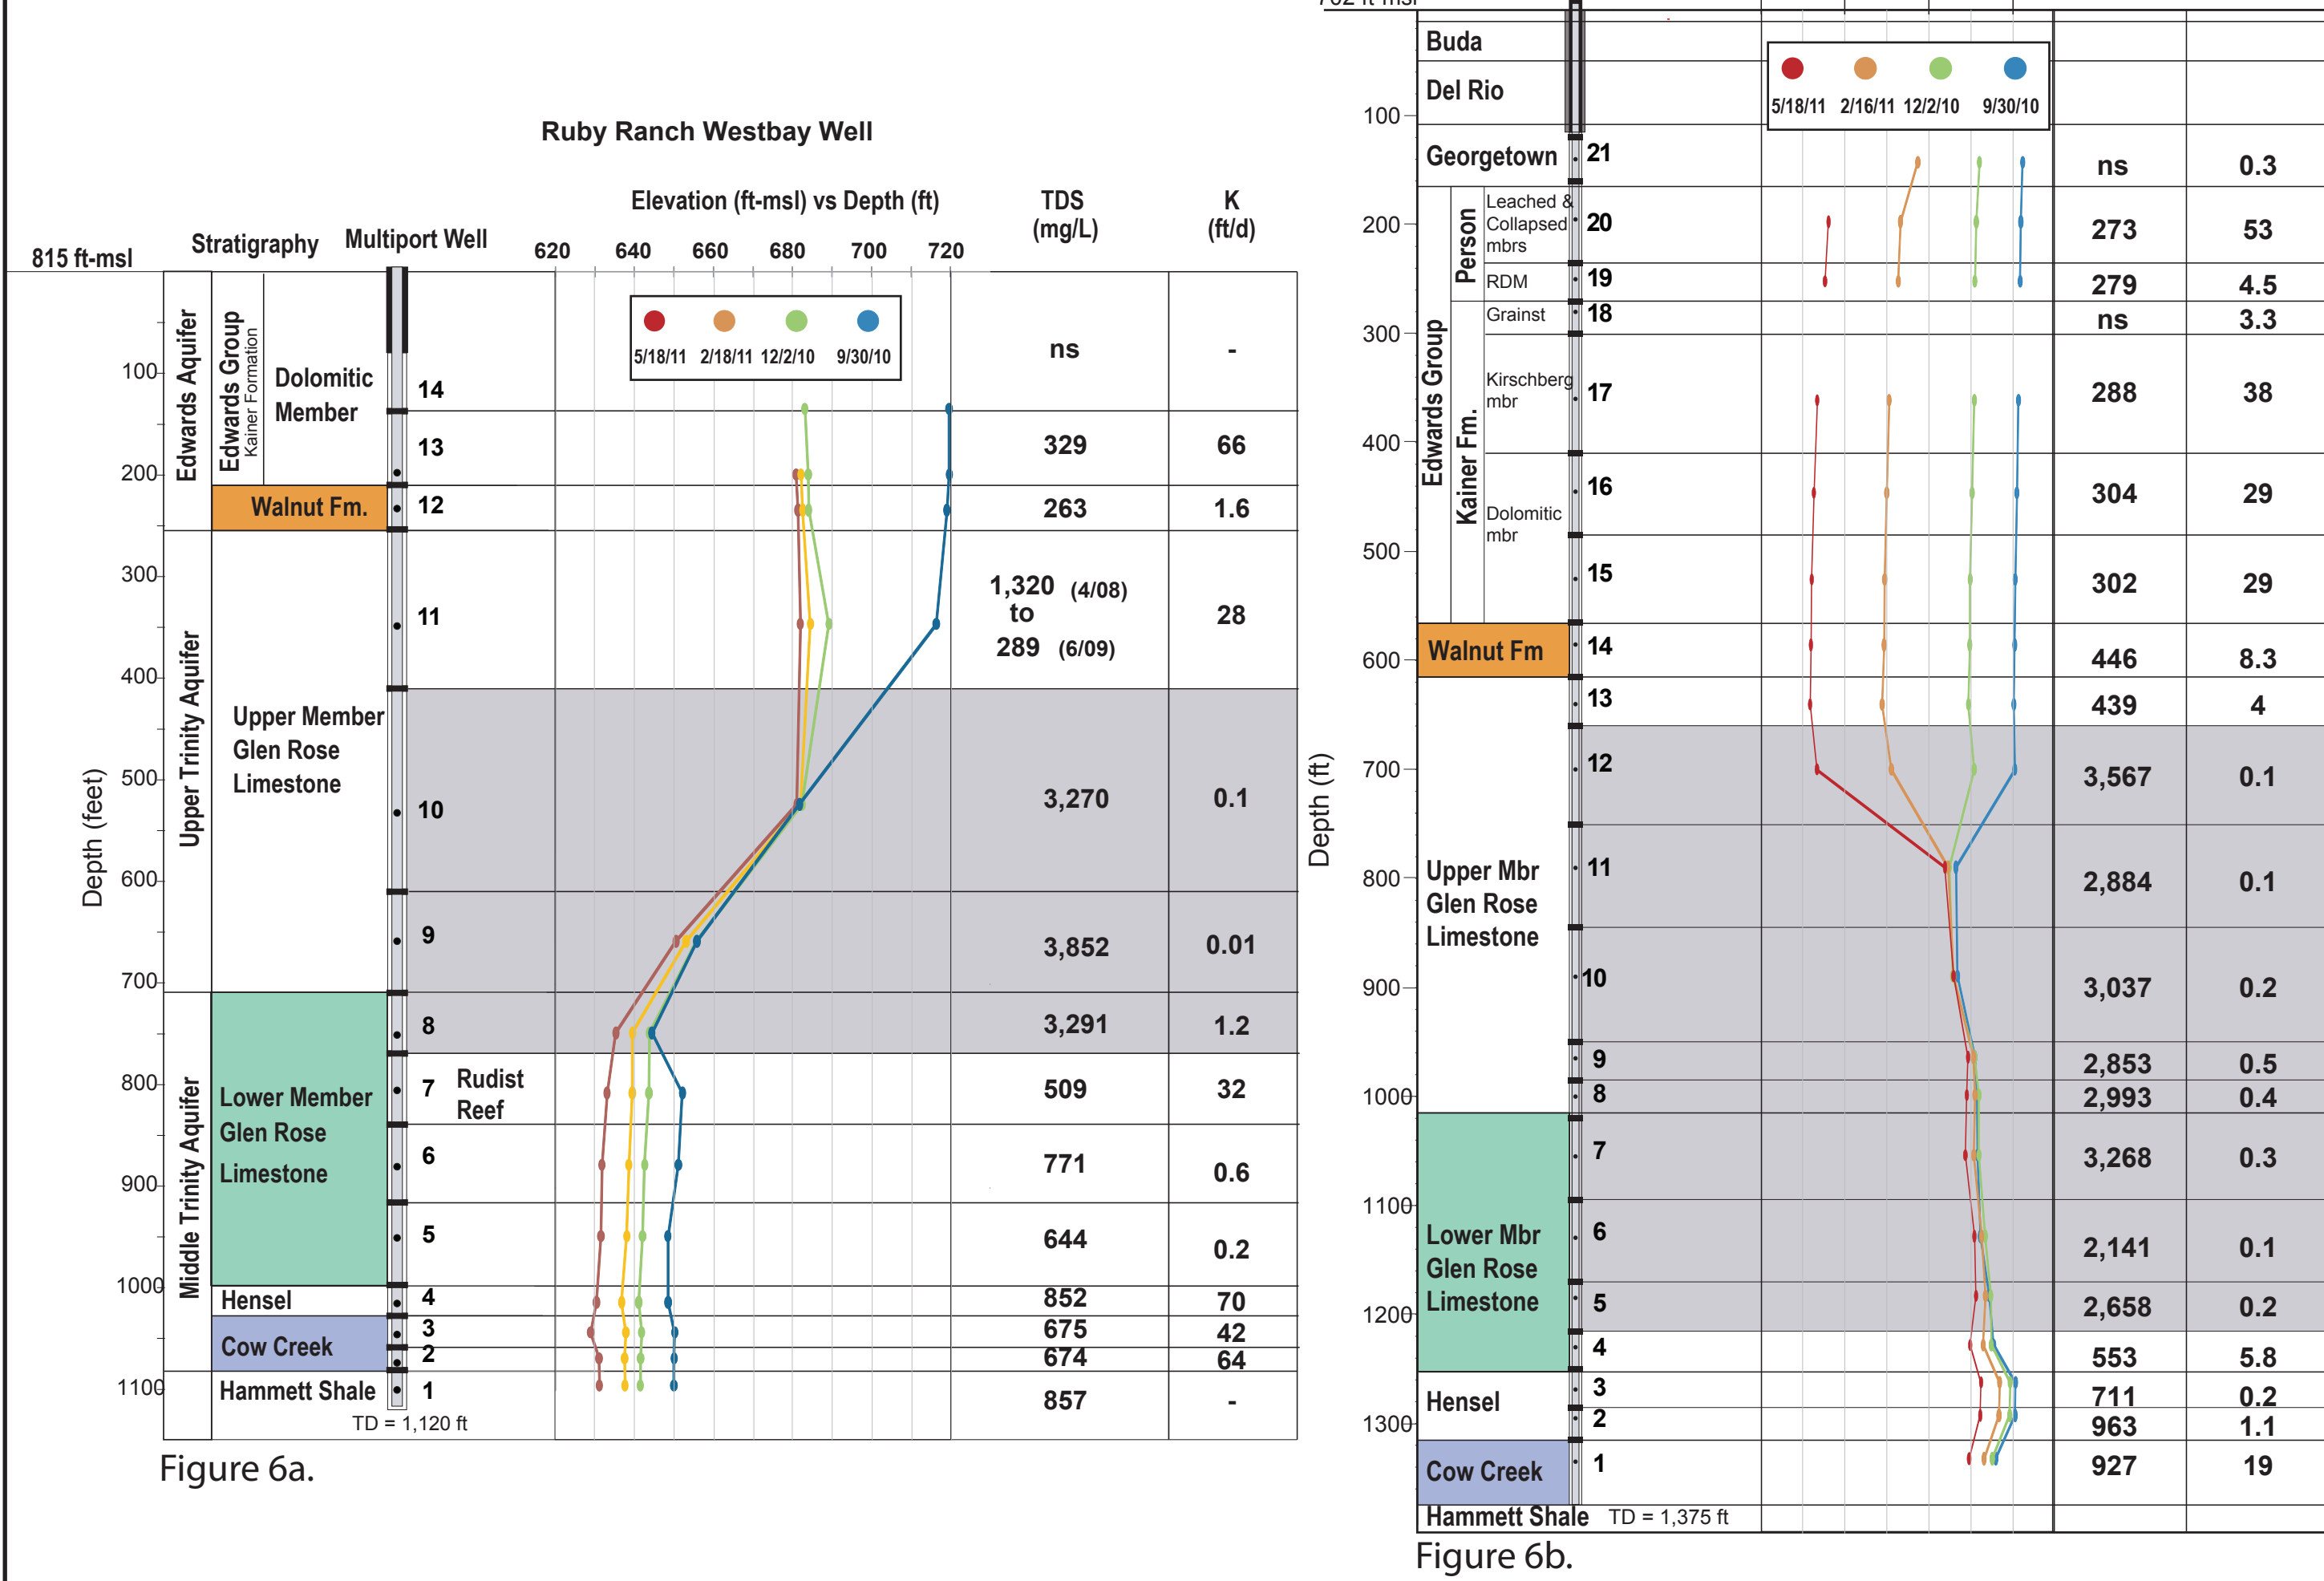 Ruby Ranch Westbay Well
Elevation (ft-msl) vs Depth (ft)
TDS
(mg/L)
K
(ft/d)
815 ft-msl
Stratigraphy
Multiport Well
620 640 660 680 700 720
5/18/11 2/18/11 12/2/10 9/30/10
Depth (feet)
100
200
300
400
500
600
700
800
900
1000
1100
Edwards Aquifer
Upper Trinity Aquifer
Middle Trinity Aquifer
Edwards Group
Kainer Formation
Dolomitic
Member
Walnut Fm.
Upper Member
Glen Rose
Limestone
Lower Member
Glen Rose
Limestone
Hensel
Cow Creek
Hammett Shale
TD = 1,120 ft
Rudist
Reef
14 ns -
13 329 66
12 263 1.6
11 1,320 (4/08)
to
289 (6/09)
28
10 3,270 0.1
9 3,852 0.01
8 3,291 1.2
7 509 32
6 771 0.6
5 644 0.2
4 852 70
3 675 42
2 674 64
1 857 -
Figure 6a.
Buda
Del Rio
Georgetown
5/18/11 2/16/11 12/2/10 9/30/10
Depth (ft)
100
200
300
400
500
600
700
800
900
1000
1100
1200
1300
Edwards Group
Person
Kainer Fm.
Leached &
Collapsed
mbrs
RDM
Grainst
Kirschberg
mbr
Dolomitic
mbr
Walnut Fm
Upper Mbr
Glen Rose
Limestone
Lower Mbr
Glen Rose
Limestone
Hensel
Cow Creek
Hammett Shale TD = 1,375 ft
21 ns 0.3
20 273 53
19 279 4.5
18 ns 3.3
17 288 38
16 304 29
15 302 29
14 446 8.3
13 439 4
12 3,567 0.1
11 2,884 0.1
10 3,037 0.2
9 2,853 0.5
8 2,993 0.4
7 3,268 0.3
6 2,141 0.1
5 2,658 0.2
4 553 5.8
3 711 0.2
2 963 1.1
1 927 19
Figure 6b.